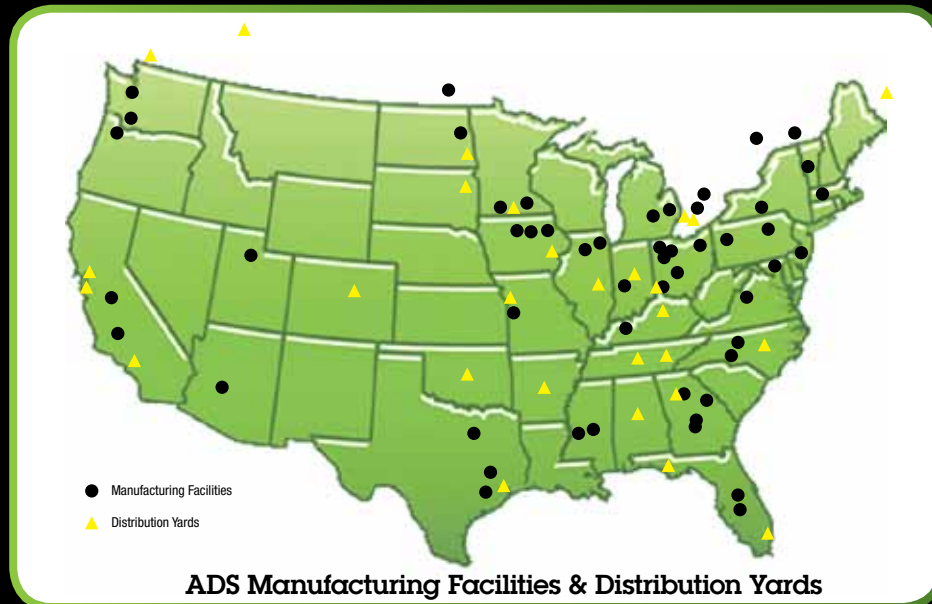 Manufacturing Facilities
Distribution Yards
ADS Manufacturing Facilities & Distribution Yards